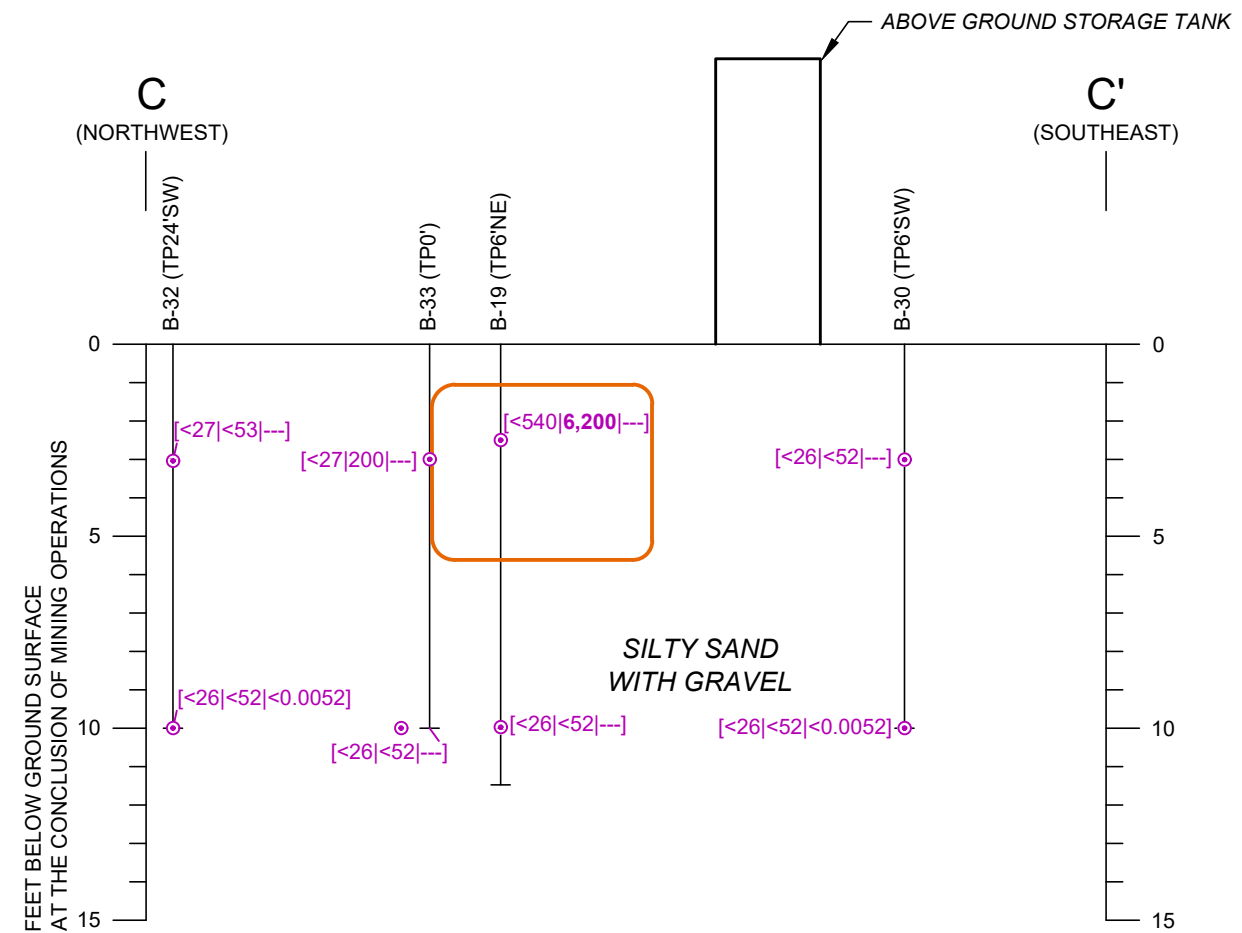 ABOVE GROUND STORAGE TANK
C
(NORTHWEST)
C'
(SOUTHEAST)
B-32 (TP24'SW)
B-33 (TP0')
B-19 (TP6'NE)
B-30 (TP6'SW)
0
0
[<27|<53|---]
[<27|200|---]
[<540|6,200|---]
[<26|<52|---]
5
5
SILTY SAND
WITH GRAVEL
[<26|<52|<0.0052]
10
[<26|<52|---]
[<26|<52|---]
[<26|<52|<0.0052]
10
15
15
FEET BELOW GROUND SURFACE
AT THE CONCLUSION OF MINING OPERATIONS